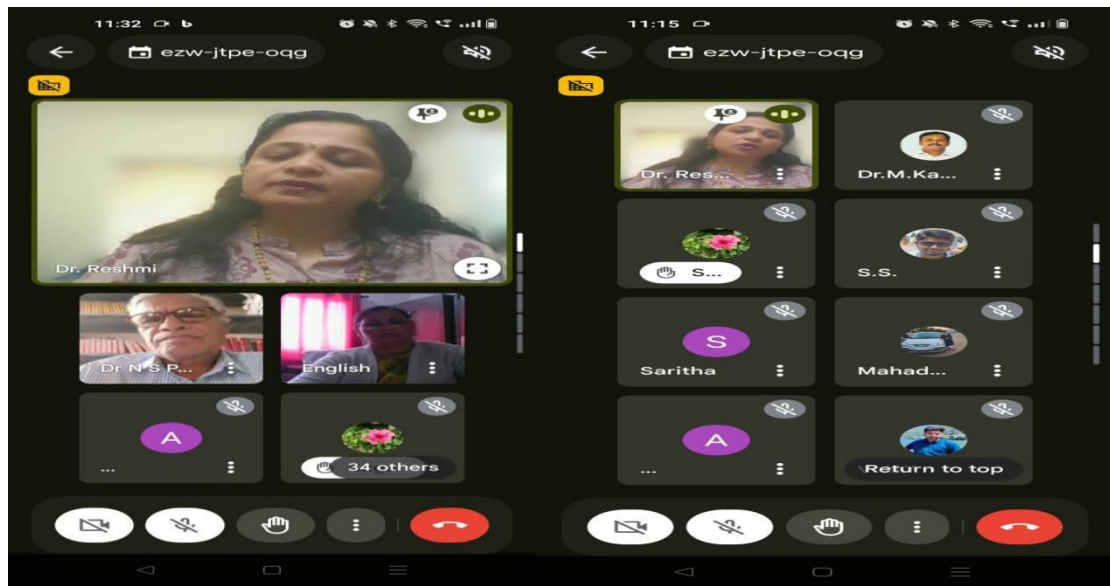 11:32
ezw-jtpe-oqg
Dr. Reshmi
Dr N S P...
English
A
...
34 others
11:15
ezw-jtpe-oqg
Dr. Res...
Dr.M.Ka...
S...
S.S.
S
Saritha
Mahad...
A
...
Return to top